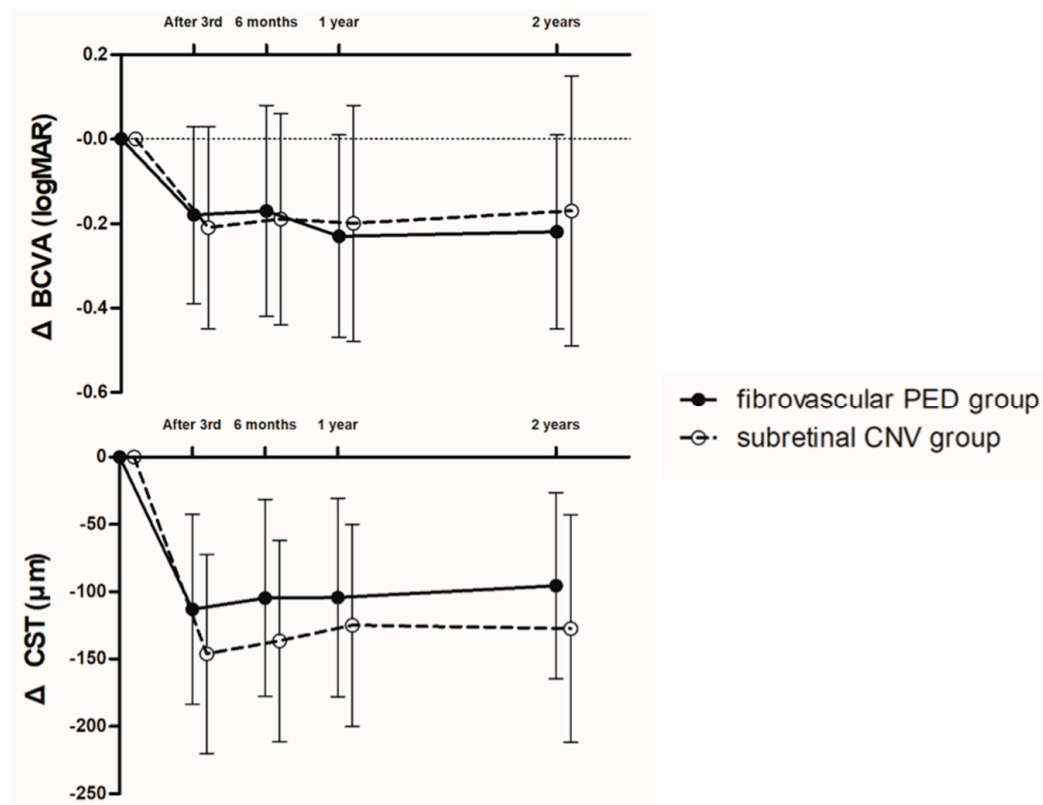 After 3rd 6 months 1 year 2 years
0.2
-0.0
-0.2
-0.4
-0.6
Δ BCVA (logMAR)
After 3rd 6 months 1 year 2 years
0
-50
-100
-150
-200
-250
Δ CST (μm)
fibrovascular PED group
subretinal CNV group